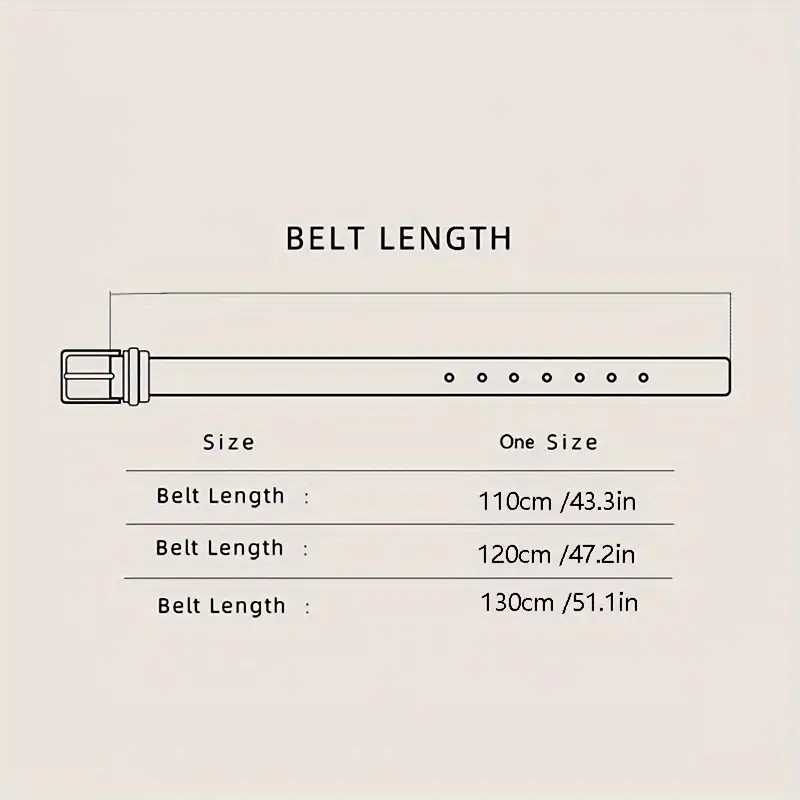 BELT LENGTH
Size One Size
Belt Length : 110cm /43.3in
Belt Length : 120cm /47.2in
Belt Length : 130cm /51.1in